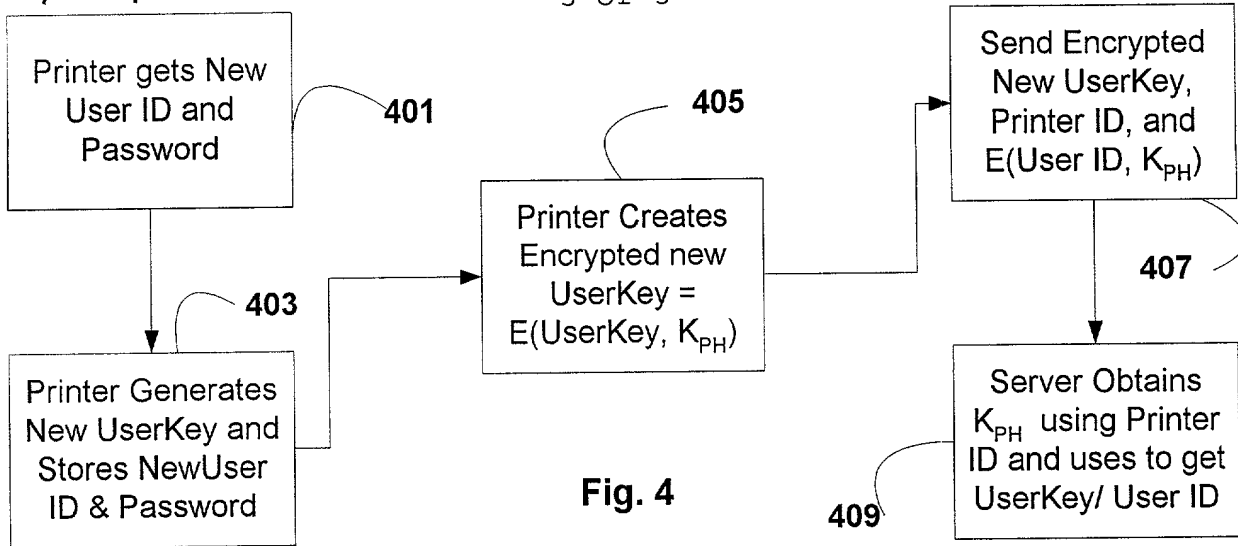 Printer gets New
User ID and
Password
401
Printer Generates
New UserKey and
Stores NewUser
ID & Password
403
Printer Creates
Encrypted new
UserKey =
E(UserKey, K_PH)
405
Send Encrypted
New UserKey,
Printer ID, and
E(User ID, K_PH)
407
Server Obtains
K_PH using Printer
ID and uses to get
UserKey/ User ID
409
Fig. 4